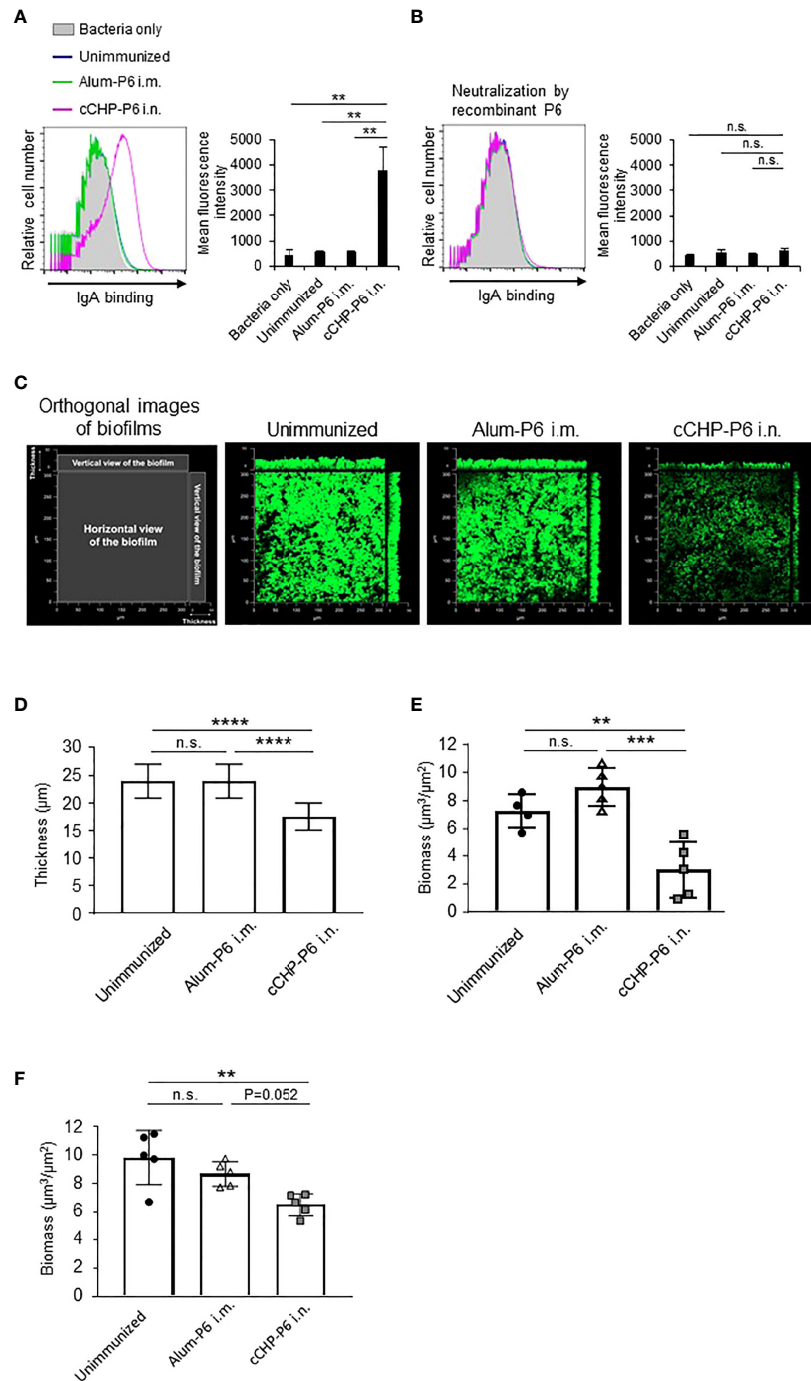 A
Bacteria only
Unimmunized
Alum-P6 i.m.
cCHP-P6 i.n.
Relative cell number
IgA binding
Mean fluorescence
intensity
5000
4000
3000
2000
1000
0
**
**
**
Bacteria only
Unimmunized
Alum-P6 i.m.
cCHP-P6 i.n.
B
Neutralization by
recombinant P6
Relative cell number
IgA binding
Mean fluorescence
intensity
5000
4000
3000
2000
1000
0
n.s.
n.s.
n.s.
Bacteria only
Unimmunized
Alum-P6 i.m.
cCHP-P6 i.n.
C
Orthogonal images
of biofilms
Unimmunized
Alum-P6 i.m.
cCHP-P6 i.n.
Thickness
Vertical view of the biofilm
Horizontal view
of the biofilm
Vertical view of the biofilm
Thickness
D
****
n.s.
****
Thickness (μm)
30
25
20
15
10
5
0
Unimmunized
Alum-P6 i.m.
cCHP-P6 i.n.
E
**
n.s.
***
Biomass (μm³/μm²)
12
10
8
6
4
2
0
Unimmunized
Alum-P6 i.m.
cCHP-P6 i.n.
F
**
n.s.
P=0.052
Biomass (μm³/μm²)
12
10
8
6
4
2
0
Unimmunized
Alum-P6 i.m.
cCHP-P6 i.n.